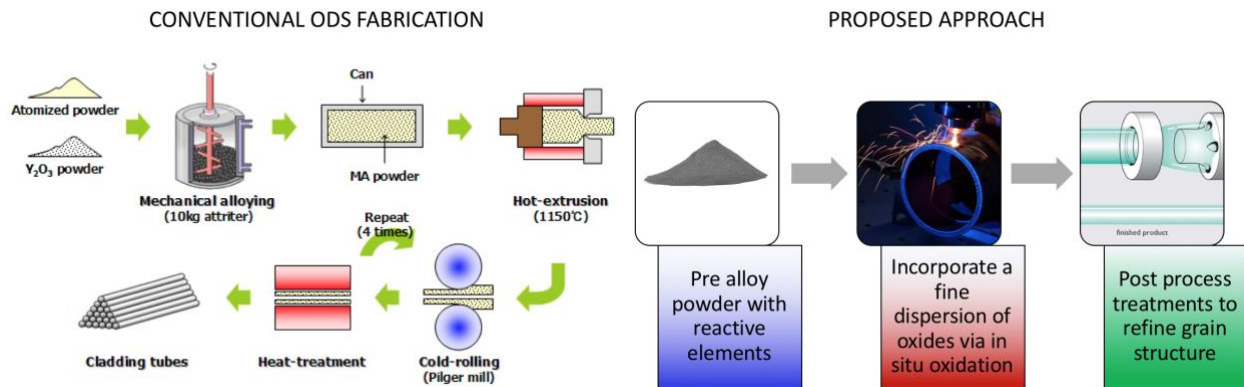 CONVENTIONAL ODS FABRICATION
Atomized powder
Y₂O₃ powder
Mechanical alloying
(10kg attriter)
Can
MA powder
Hot-extrusion
(1150℃)
Repeat
(4 times)
Cladding tubes
Heat-treatment
Cold-rolling
(Pilger mill)
PROPOSED APPROACH
Pre alloy
powder with
reactive
elements
Incorporate a
fine
dispersion of
oxides via in
situ oxidation
finished product
Post process
treatments to
refine grain
structure